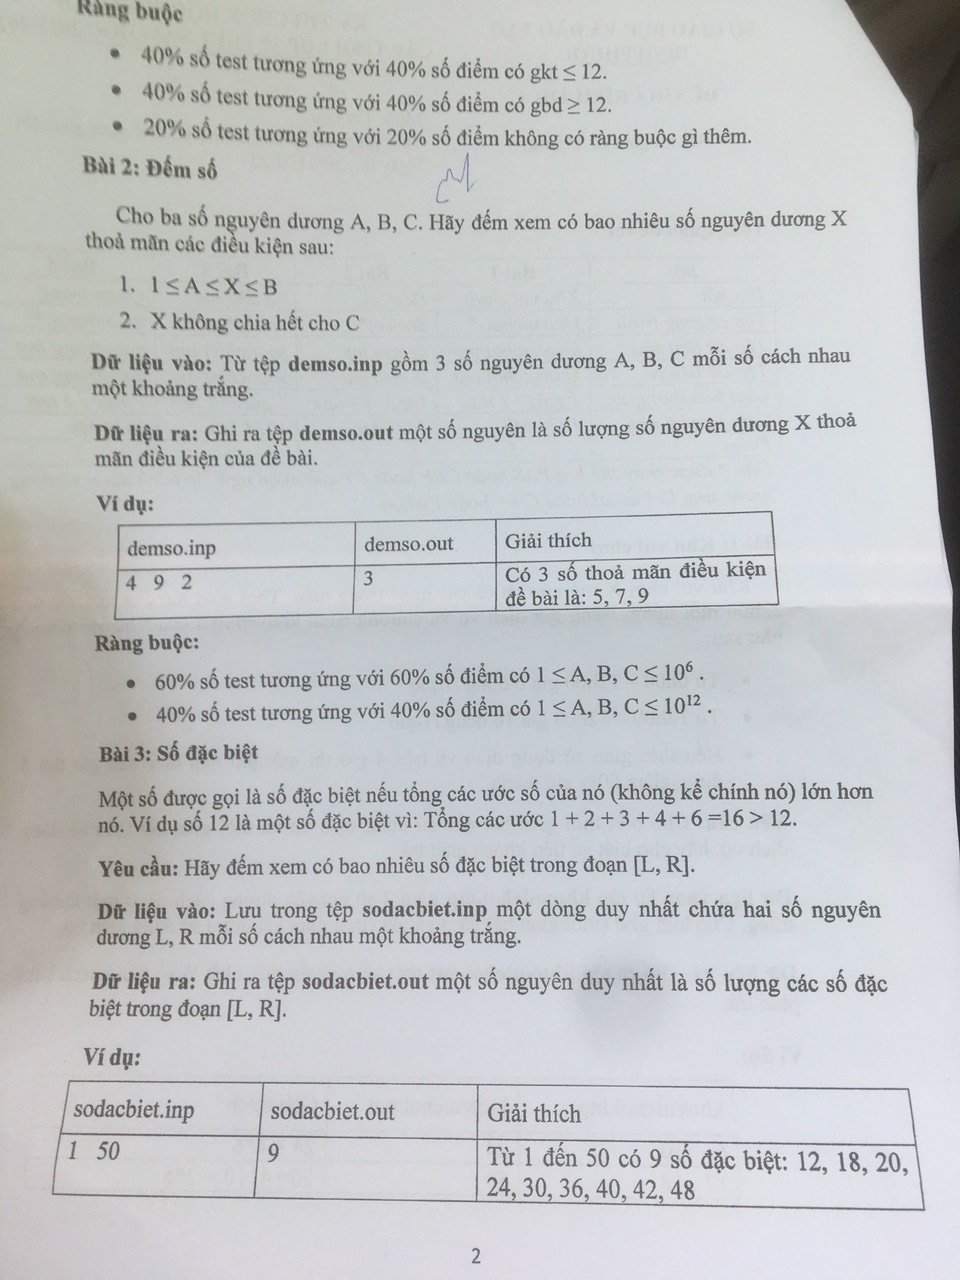 Ràng buộc
• 40% số test tương ứng với 40% số điểm có gkt ≤ 12.
• 40% số test tương ứng với 40% số điểm có gbd ≥ 12.
• 20% số test tương ứng với 20% số điểm không có ràng buộc gì thêm.
Bài 2: Đếm số
Cho ba số nguyên dương A, B, C. Hãy đếm xem có bao nhiêu số nguyên dương X
thoả mãn các điều kiện sau:
1. 1 ≤ A ≤ X ≤ B
2. X không chia hết cho C
Dữ liệu vào: Từ tệp demso.inp gồm 3 số nguyên dương A, B, C mỗi số cách nhau
một khoảng trắng.
Dữ liệu ra: Ghi ra tệp demso.out một số nguyên là số lượng số nguyên dương X thoả
mãn điều kiện của đề bài.
Ví dụ:
demso.inp demso.out Giải thích
4 9 2 3 Có 3 số thoả mãn điều kiện
đề bài là: 5, 7, 9
Ràng buộc:
• 60% số test tương ứng với 60% số điểm có 1 ≤ A, B, C ≤ 10⁶ .
• 40% số test tương ứng với 40% số điểm có 1 ≤ A, B, C ≤ 10¹² .
Bài 3: Số đặc biệt
Một số được gọi là số đặc biệt nếu tổng các ước số của nó (không kể chính nó) lớn hơn
nó. Ví dụ số 12 là một số đặc biệt vì: Tổng các ước 1 + 2 + 3 + 4 + 6 =16 > 12.
Yêu cầu: Hãy đếm xem có bao nhiêu số đặc biệt trong đoạn [L, R].
Dữ liệu vào: Lưu trong tệp sodacbiet.inp một dòng duy nhất chứa hai số nguyên
dương L, R mỗi số cách nhau một khoảng trắng.
Dữ liệu ra: Ghi ra tệp sodacbiet.out một số nguyên duy nhất là số lượng các số đặc
biệt trong đoạn [L, R].
Ví dụ:
sodacbiet.inp sodacbiet.out Giải thích
1 50 9 Từ 1 đến 50 có 9 số đặc biệt: 12, 18, 20,
24, 30, 36, 40, 42, 48
2